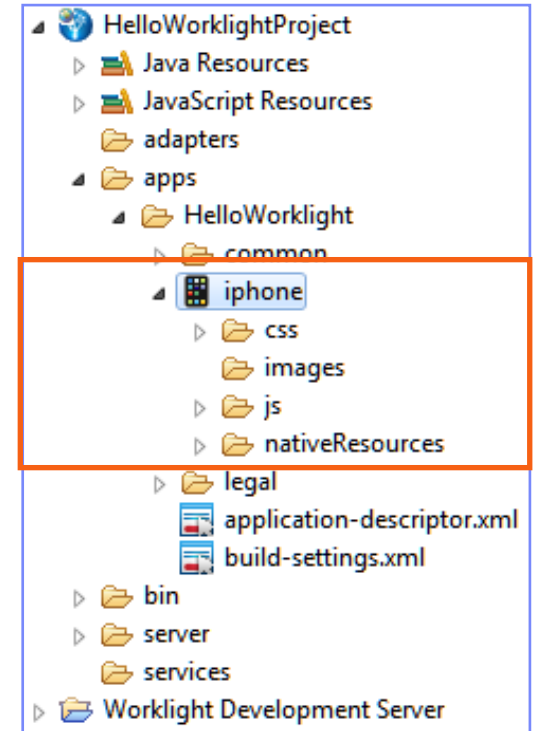 HelloWorklightProject
Java Resources
JavaScript Resources
adapters
apps
HelloWorklight
common
iphone
css
images
js
nativeResources
legal
application-descriptor.xml
build-settings.xml
bin
server
services
Worklight Development Server